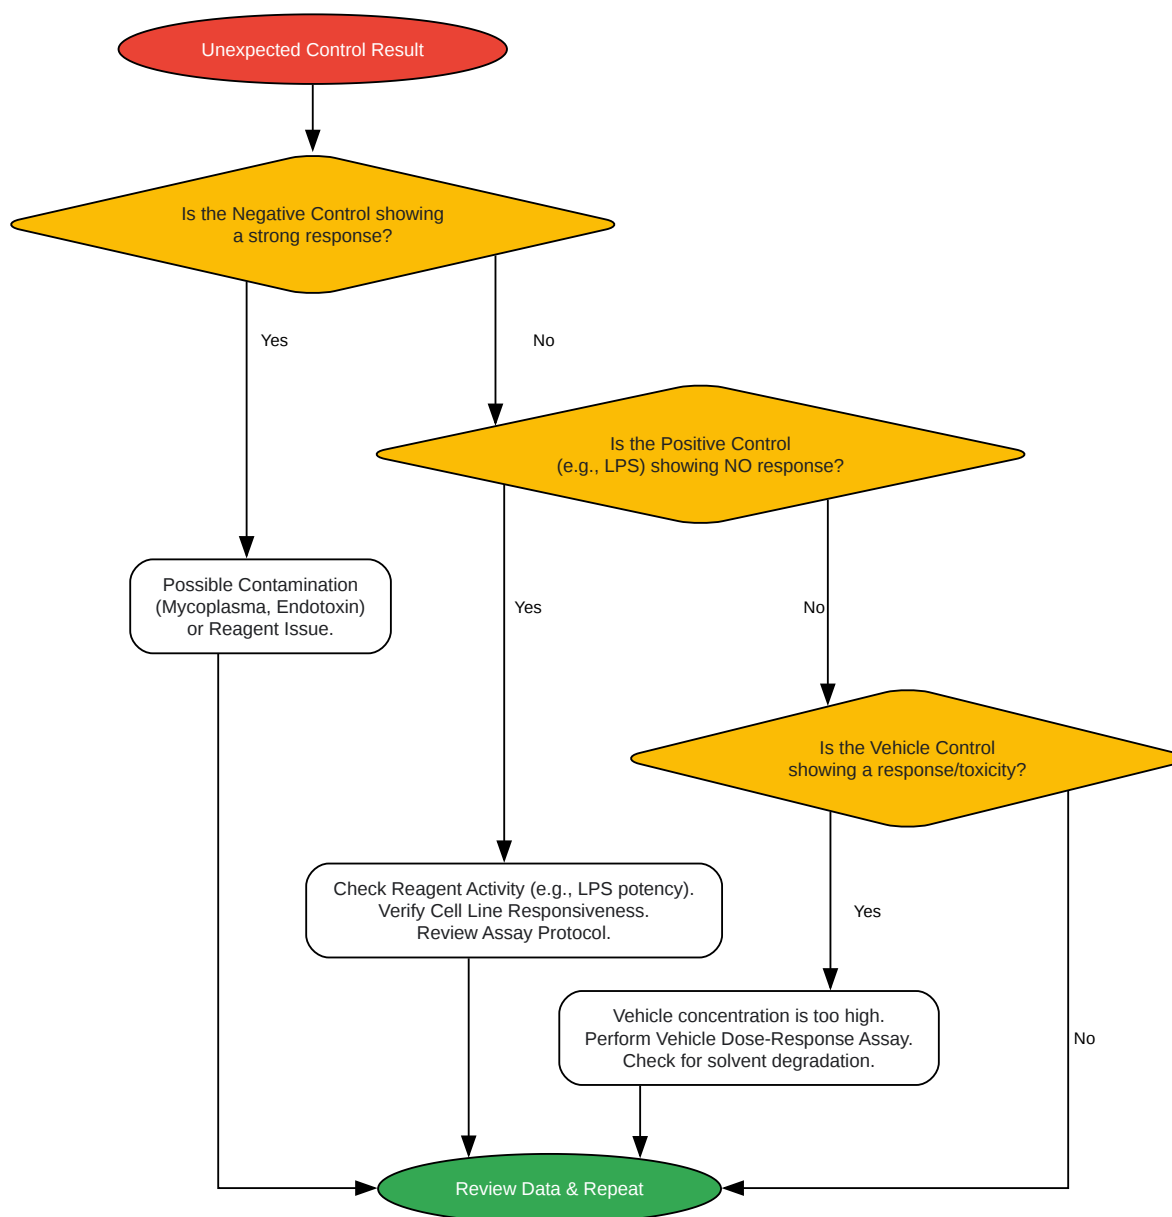 Unexpected Control Result
Is the Negative Control showing
a strong response?
Yes
No
Is the Positive Control
(e.g., LPS) showing NO response?
Possible Contamination
(Mycoplasma, Endotoxin)
or Reagent Issue.
Yes
No
Is the Vehicle Control
showing a response/toxicity?
Check Reagent Activity (e.g., LPS potency).
Verify Cell Line Responsiveness.
Review Assay Protocol.
Yes
Vehicle concentration is too high.
Perform Vehicle Dose-Response Assay.
Check for solvent degradation.
No
Review Data & Repeat